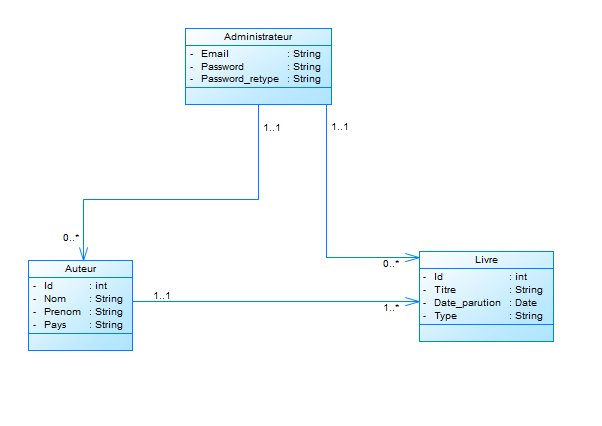 Administrateur
- Email : String
- Password : String
- Password_retype : String
1..1 1..1
0..*
0..*
Auteur
- Id : int
- Nom : String
- Prenom : String
- Pays : String
1..1
1..*
Livre
- Id : int
- Titre : String
- Date_parution : Date
- Type : String